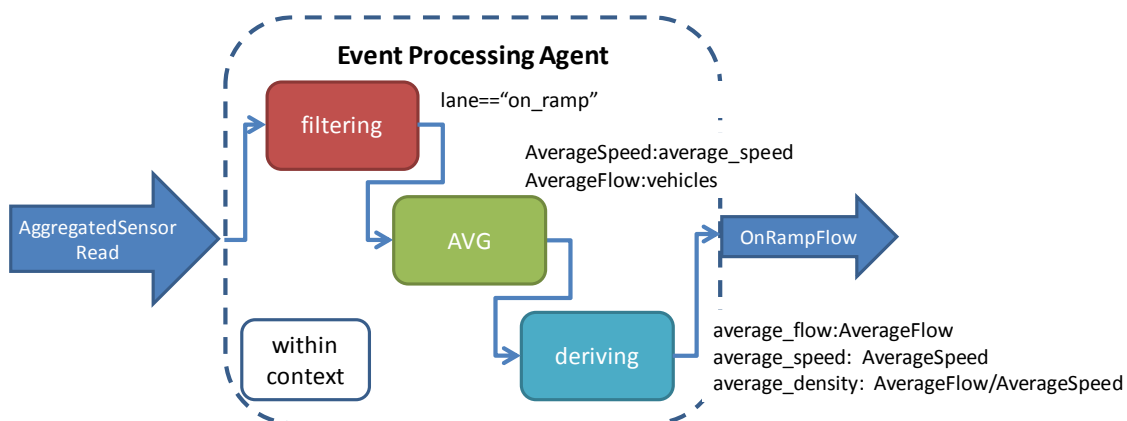 Event Processing Agent
lane==“on_ramp”
filtering
AverageSpeed:average_speed
AverageFlow:vehicles
AggregatedSensor
Read
AVG
OnRampFlow
within
context
deriving
average_flow:AverageFlow
average_speed: AverageSpeed
average_density: AverageFlow/AverageSpeed